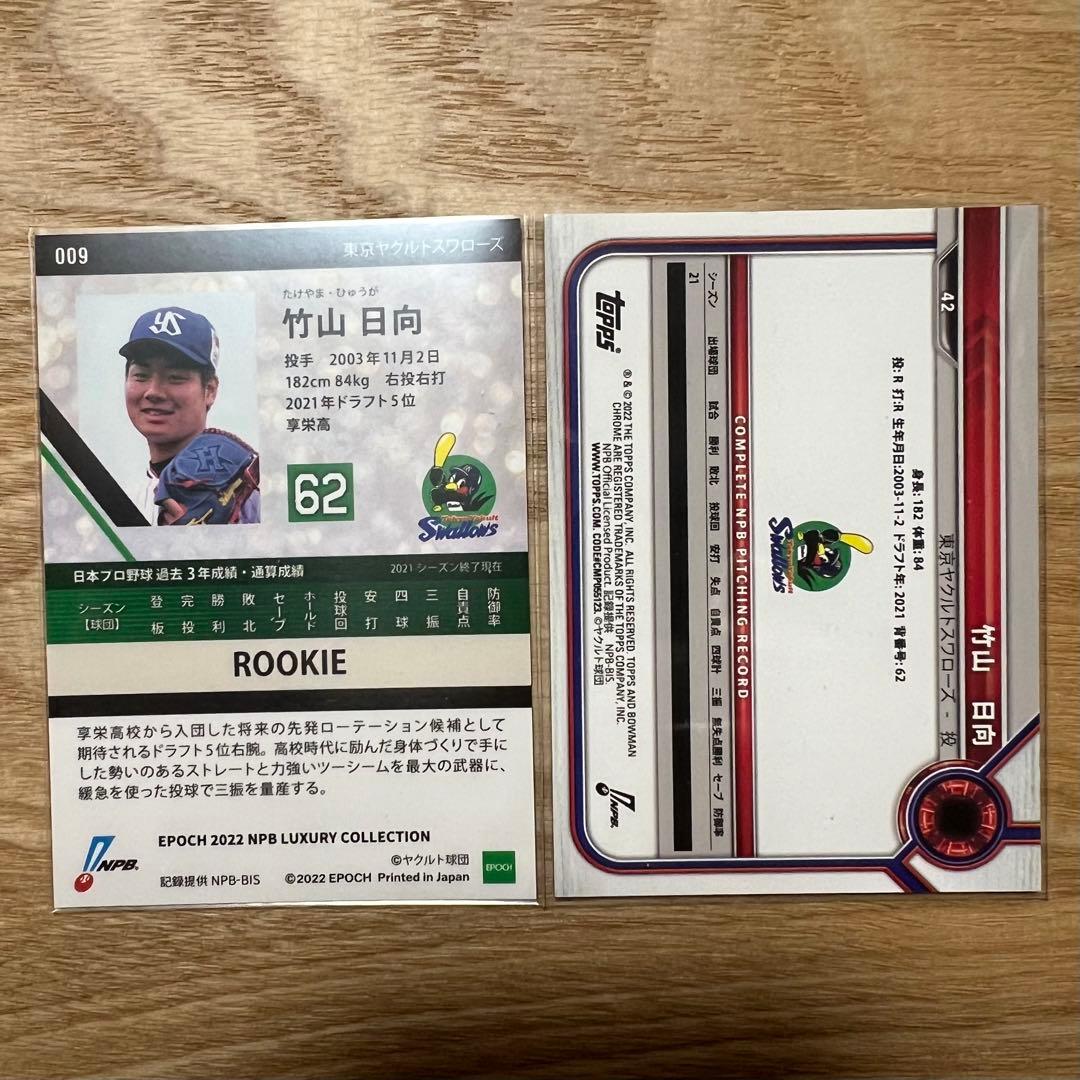 009
東京ヤクルトスワローズ
たけやま・ひゅうが
竹山 日向
投手 2003年11月2日
182cm 84kg 右投右打
2021年ドラフト5位
享栄高
62
Tokyo Yakult
Swallows
日本プロ野球 過去3年成績・通算成績 2021 シーズン終了現在
シーズン【球団】 登板 完投 勝利 敗北 セーブ ホールド 投球回 安打 四球 三振 自責点 防御率
ROOKIE
享栄高校から入団した将来の先発ローテーション候補として
期待されるドラフト5位右腕。高校時代に励んだ身体づくりで手に
した勢いのあるストレートと力強いツーシームを最大の武器に、
緩急を使った投球で三振を量産する。
EPOCH 2022 NPB LUXURY COLLECTION
NPB®
©ヤクルト球団
EPOCH
記録提供 NPB-BIS ©2022 EPOCH Printed in Japan
42
竹山 日向
東京ヤクルトスワローズ - 投
身長: 182 体重: 84
投: R 打:R 生年月日:2003-11-2 ドラフト年: 2021 背番号: 62
Swallows
COMPLETE NPB PITCHING RECORD
シーズン 出場球団 試合 勝利 敗北 投球回 安打 失点 自責点 四球計 三振 無失点勝利 セーブ 防御率
21
topps®
® & © 2022 THE TOPPS COMPANY, INC. ALL RIGHTS RESERVED. TOPPS AND BOWMAN
CHROME ARE REGISTERED TRADEMARKS OF THE TOPPS COMPANY, INC.
NPB Official Licensed Product. 記録提供 NPB-BIS
WWW.TOPPS.COM. CODE#CMP055123. ©ヤクルト球団
NPB